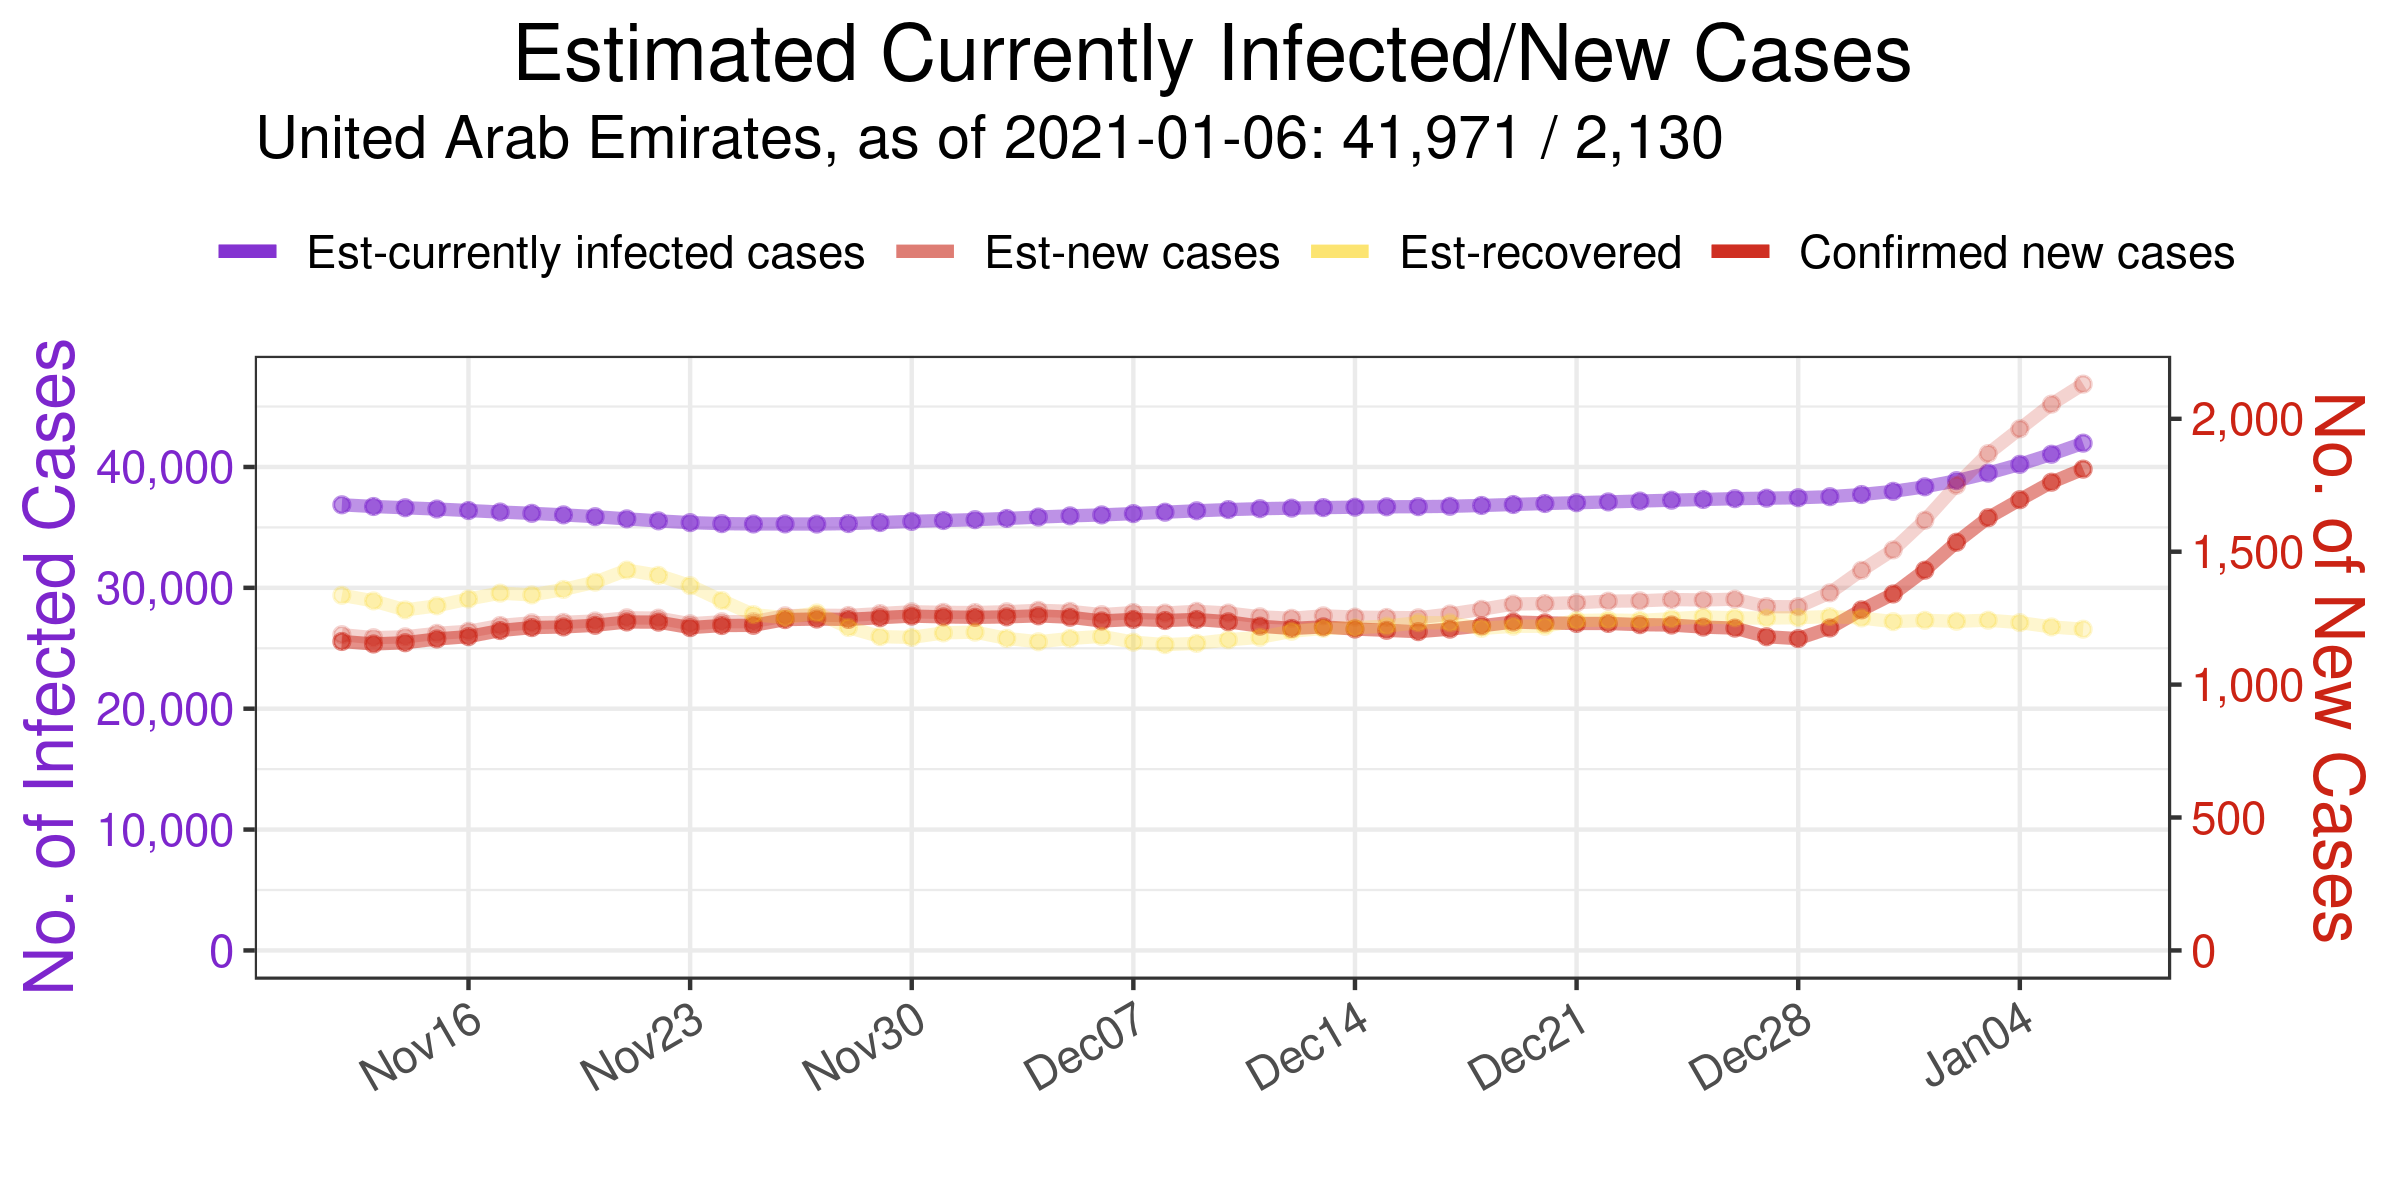 Estimated Currently Infected/New Cases
United Arab Emirates, as of 2021-01-06: 41,971 / 2,130
Est-currently infected cases Est-new cases Est-recovered Confirmed new cases
No. of Infected Cases
40,000
30,000
20,000
10,000
0
2,000
1,500
1,000
500
0
No. of New Cases
Nov16 Nov23 Nov30 Dec07 Dec14 Dec21 Dec28 Jan04